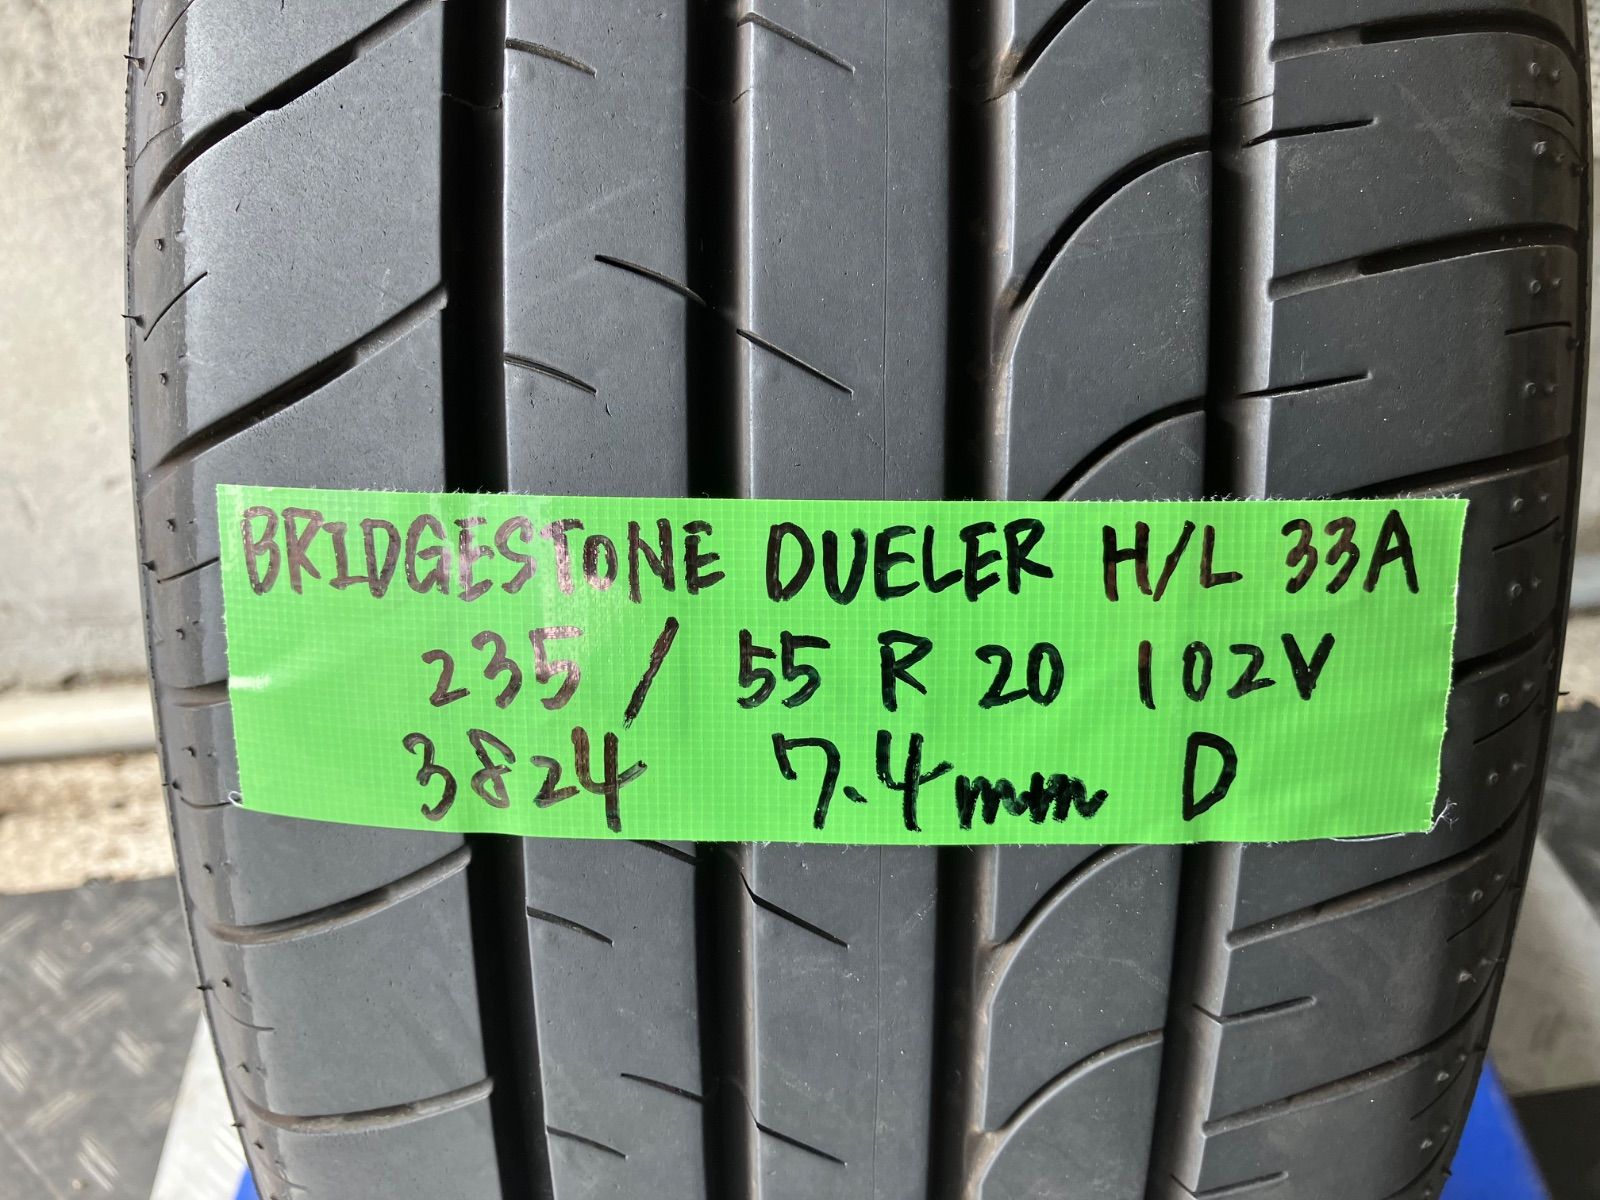 BRIDGESTONE DUELER H/L 33A
235 / 55 R 20 102V
3824 7.4mm D